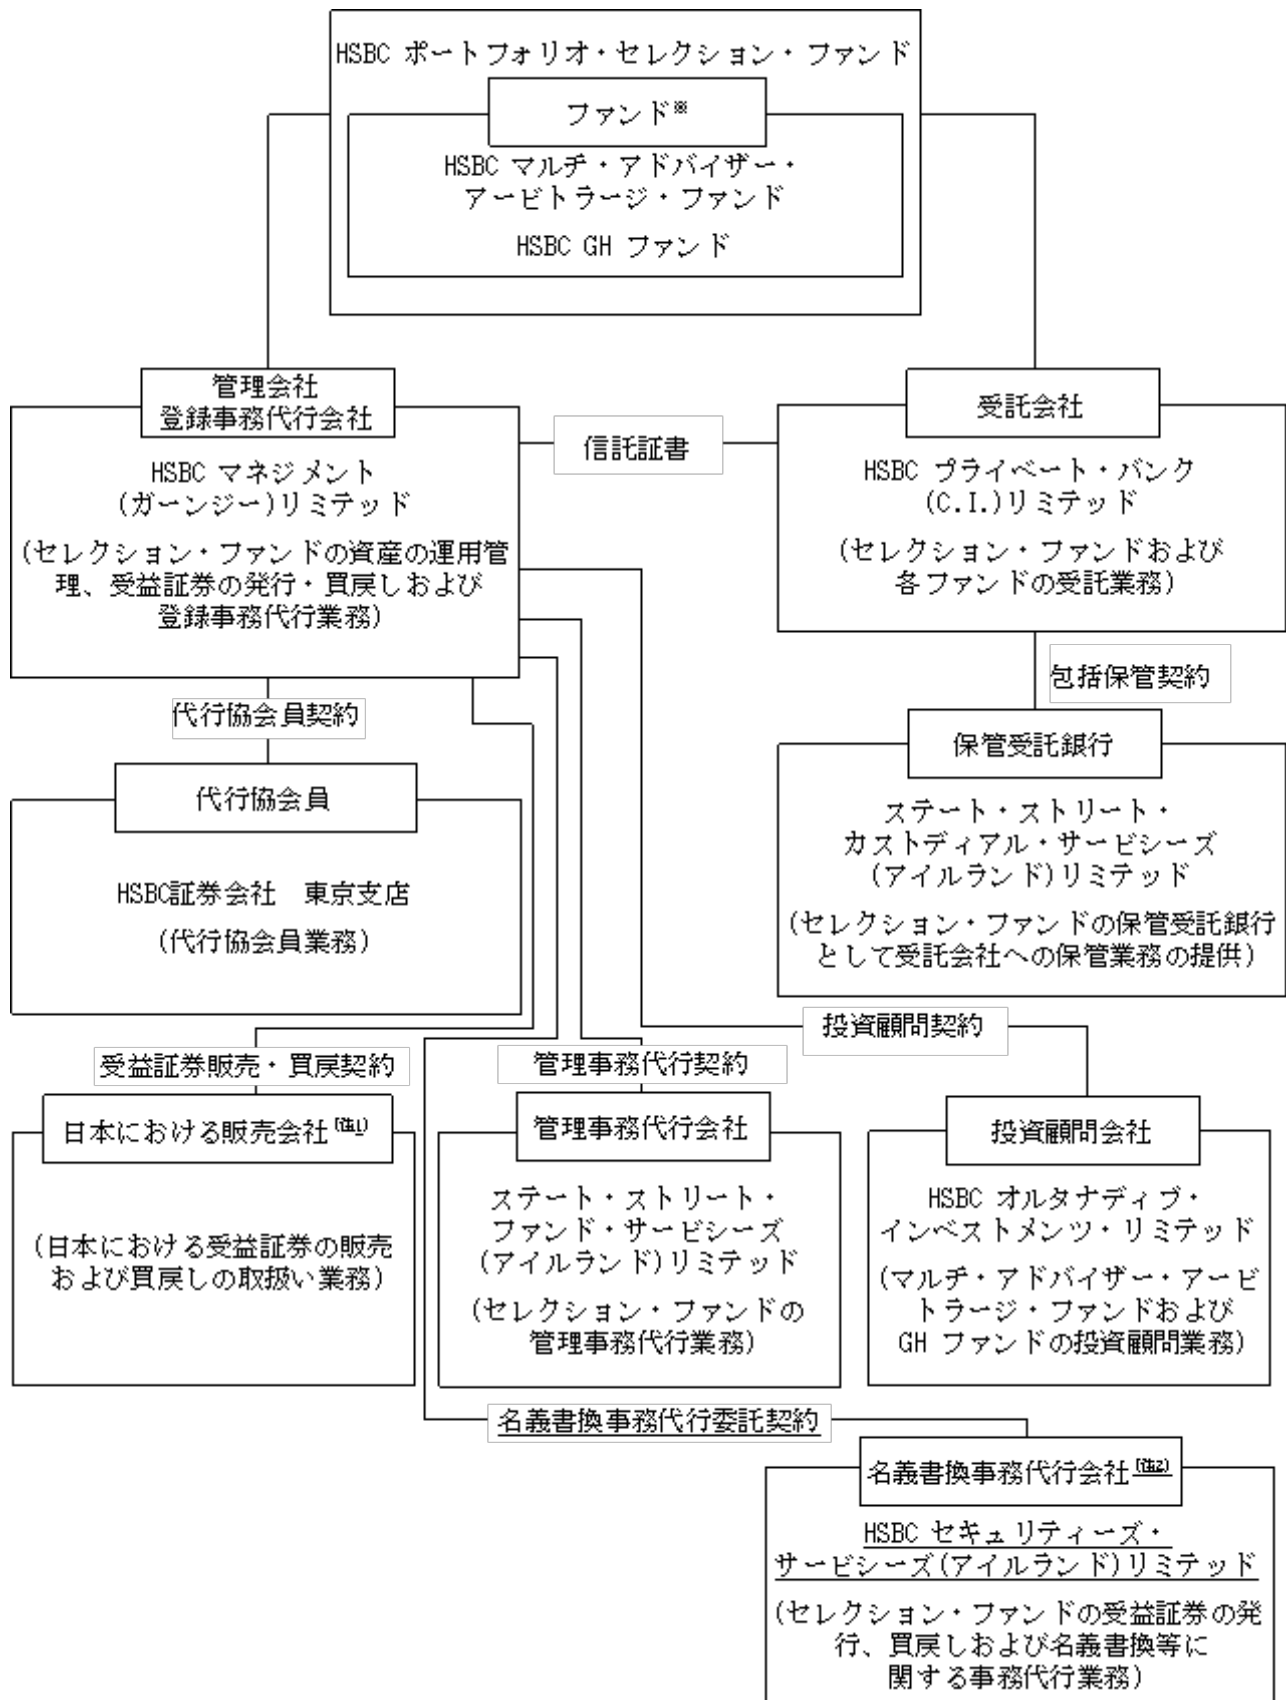 HSBC ポートフォリオ・セレクション・ファンド
ファンド※
HSBC マルチ・アドバイザー・
アービトラージ・ファンド
HSBC GH ファンド
管理会社
登録事務代行会社
HSBC マネジメント
(ガーンジー)リミテッド
(セレクション・ファンドの資産の運用管
理、受益証券の発行・買戻しおよび
登録事務代行業務)
信託証書
受託会社
HSBC プライベート・バンク
(C.I.)リミテッド
(セレクション・ファンドおよび
各ファンドの受託業務)
包括保管契約
代行協会員契約
保管受託銀行
ステート・ストリート・
カストディアル・サービシーズ
(アイルランド)リミテッド
(セレクション・ファンドの保管受託銀行
として受託会社への保管業務の提供)
代行協会員
HSBC証券会社 東京支店
(代行協会員業務)
投資顧問契約
受益証券販売・買戻契約
管理事務代行契約
日本における販売会社(注1)
(日本における受益証券の販売
および買戻しの取扱い業務)
管理事務代行会社
ステート・ストリート・
ファンド・サービシーズ
(アイルランド)リミテッド
(セレクション・ファンドの
管理事務代行業務)
投資顧問会社
HSBC オルタナディブ・
インベストメンツ・リミテッド
(マルチ・アドバイザー・アービ
トラージ・ファンドおよび
GH ファンドの投資顧問業務)
名義書換事務代行委託契約
名義書換事務代行会社(注2)
HSBC セキュリティーズ・
サービシーズ(アイルランド)リミテッド
(セレクション・ファンドの受益証券の発
行、買戻しおよび名義書換等に
関する事務代行業務)